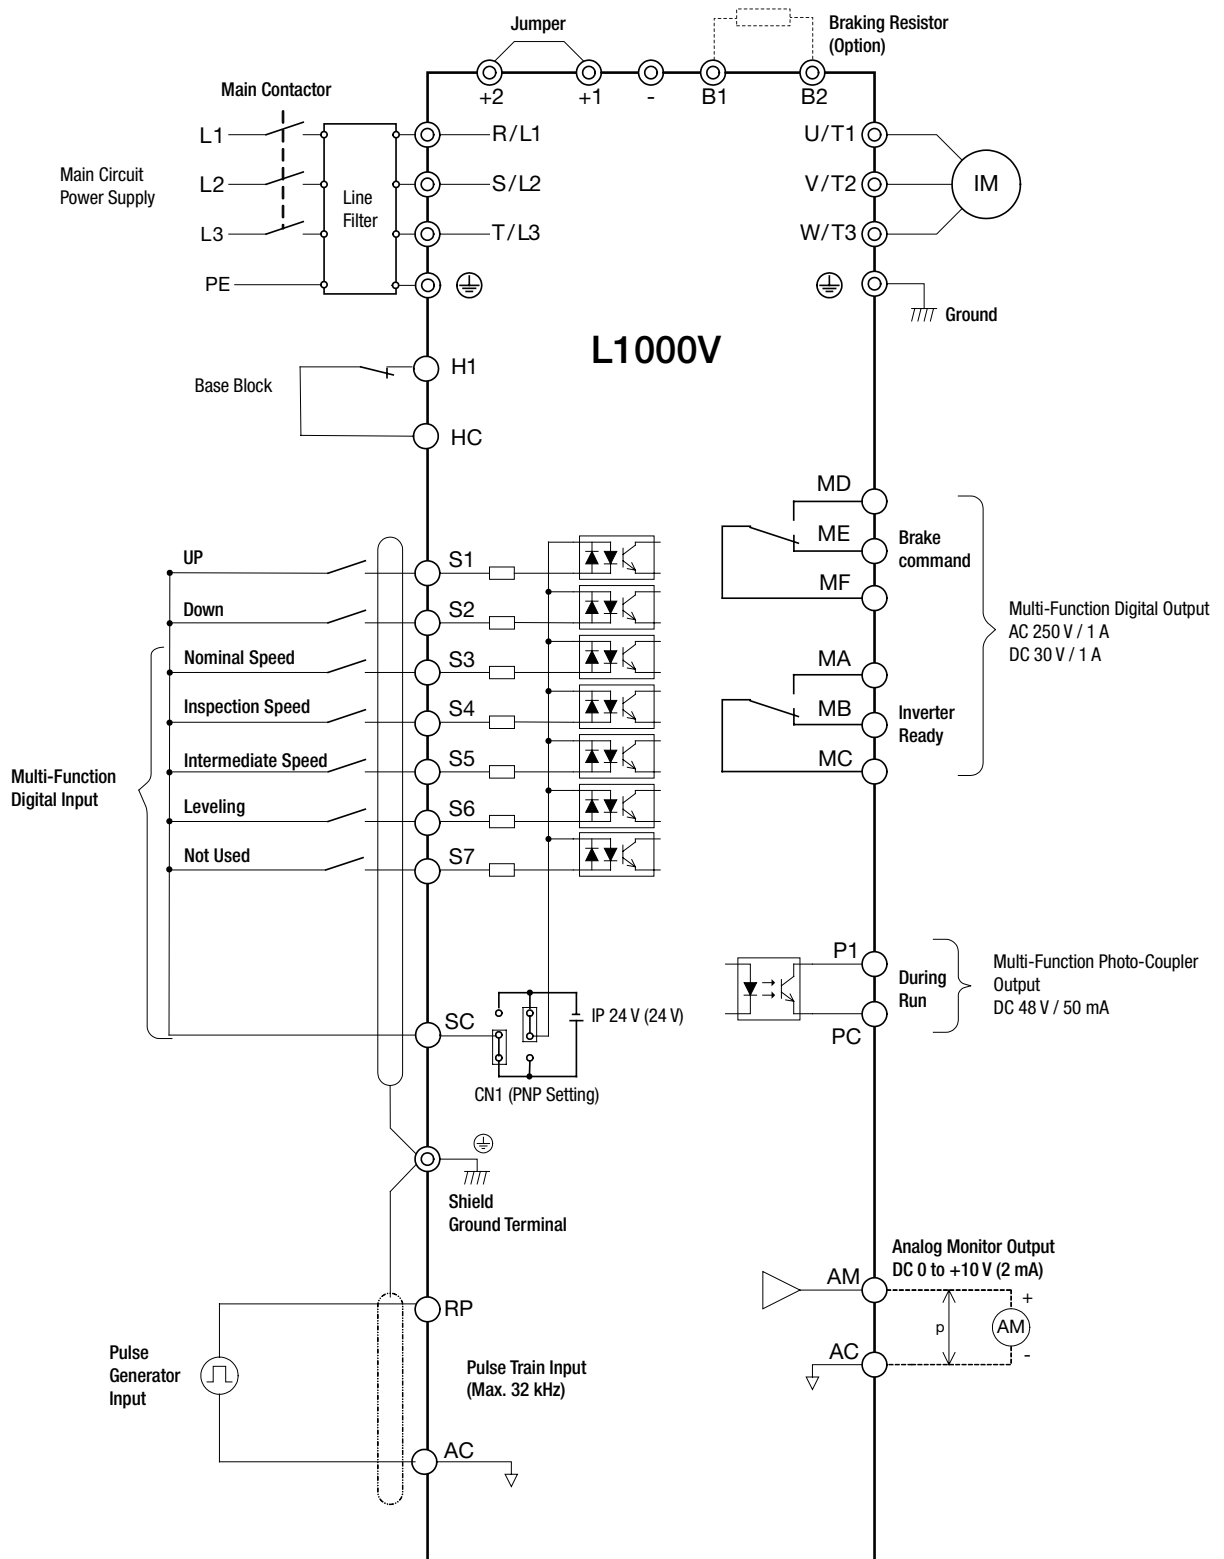 Jumper
Braking Resistor
(Option)
+2
+1
-
B1
B2
Main Contactor
L1
R/L1
U/T1
Main Circuit
Power Supply
L2
Line
Filter
S/L2
V/T2
IM
L3
T/L3
W/T3
PE
Ground
L1000V
Base Block
H1
HC
MD
ME
MF
Brake
command
UP
S1
Down
S2
Nominal Speed
S3
Inspection Speed
S4
Intermediate Speed
S5
Leveling
S6
Not Used
S7
Multi-Function
Digital Input
Multi-Function Digital Output
AC 250 V / 1 A
DC 30 V / 1 A
MA
MB
MC
Inverter
Ready
P1
PC
During
Run
Multi-Function Photo-Coupler
Output
DC 48 V / 50 mA
SC
IP 24 V (24 V)
CN1 (PNP Setting)
Shield
Ground Terminal
Analog Monitor Output
DC 0 to +10 V (2 mA)
AM
+
p
AM
-
AC
RP
Pulse
Generator
Input
Pulse Train Input
(Max. 32 kHz)
AC